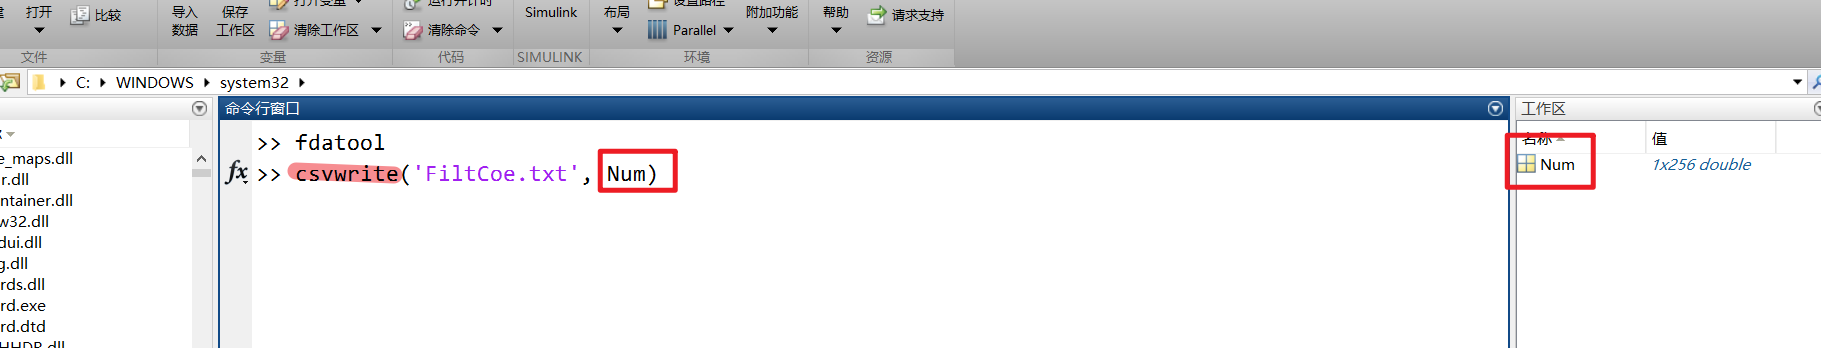 打开 比较 导入数据 保存工作区 打开变量 清除工作区 运行并计时 清除命令 Simulink 布局 设置路径 Parallel 附加功能 帮助 请求支持
文件 变量 代码 SIMULINK 环境 资源
C: WINDOWS system32
命令行窗口 工作区
名称 值
>> fdatool
e_maps.dll
fx >> csvwrite('FiltCoe.txt', Num)
Num 1x256 double
r.dll
ntainer.dll
w32.dll
dui.dll
g.dll
rds.dll
rd.exe
rd.dtd
HHDR.dll